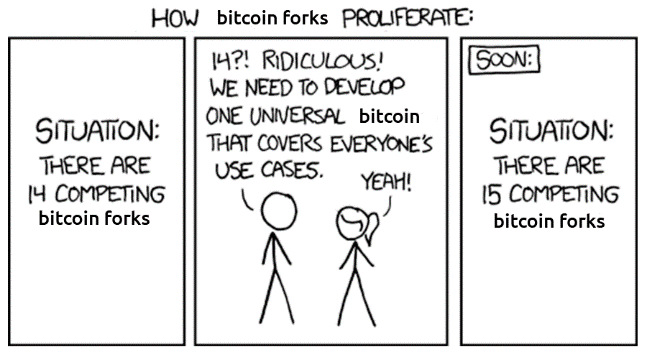 HOW bitcoin forks PROLIFERATE:
SITUATION:
THERE ARE
14 COMPETING
bitcoin forks
14?! RIDICULOUS!
WE NEED TO DEVELOP
ONE UNIVERSAL bitcoin
THAT COVERS EVERYONE'S
USE CASES.
YEAH!
SOON:
SITUATION:
THERE ARE
15 COMPETING
bitcoin forks